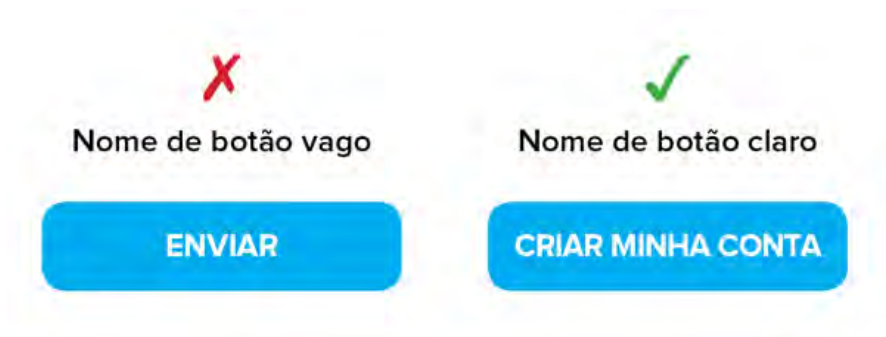 Nome de botão vago
Nome de botão claro
ENVIAR
CRIAR MINHA CONTA